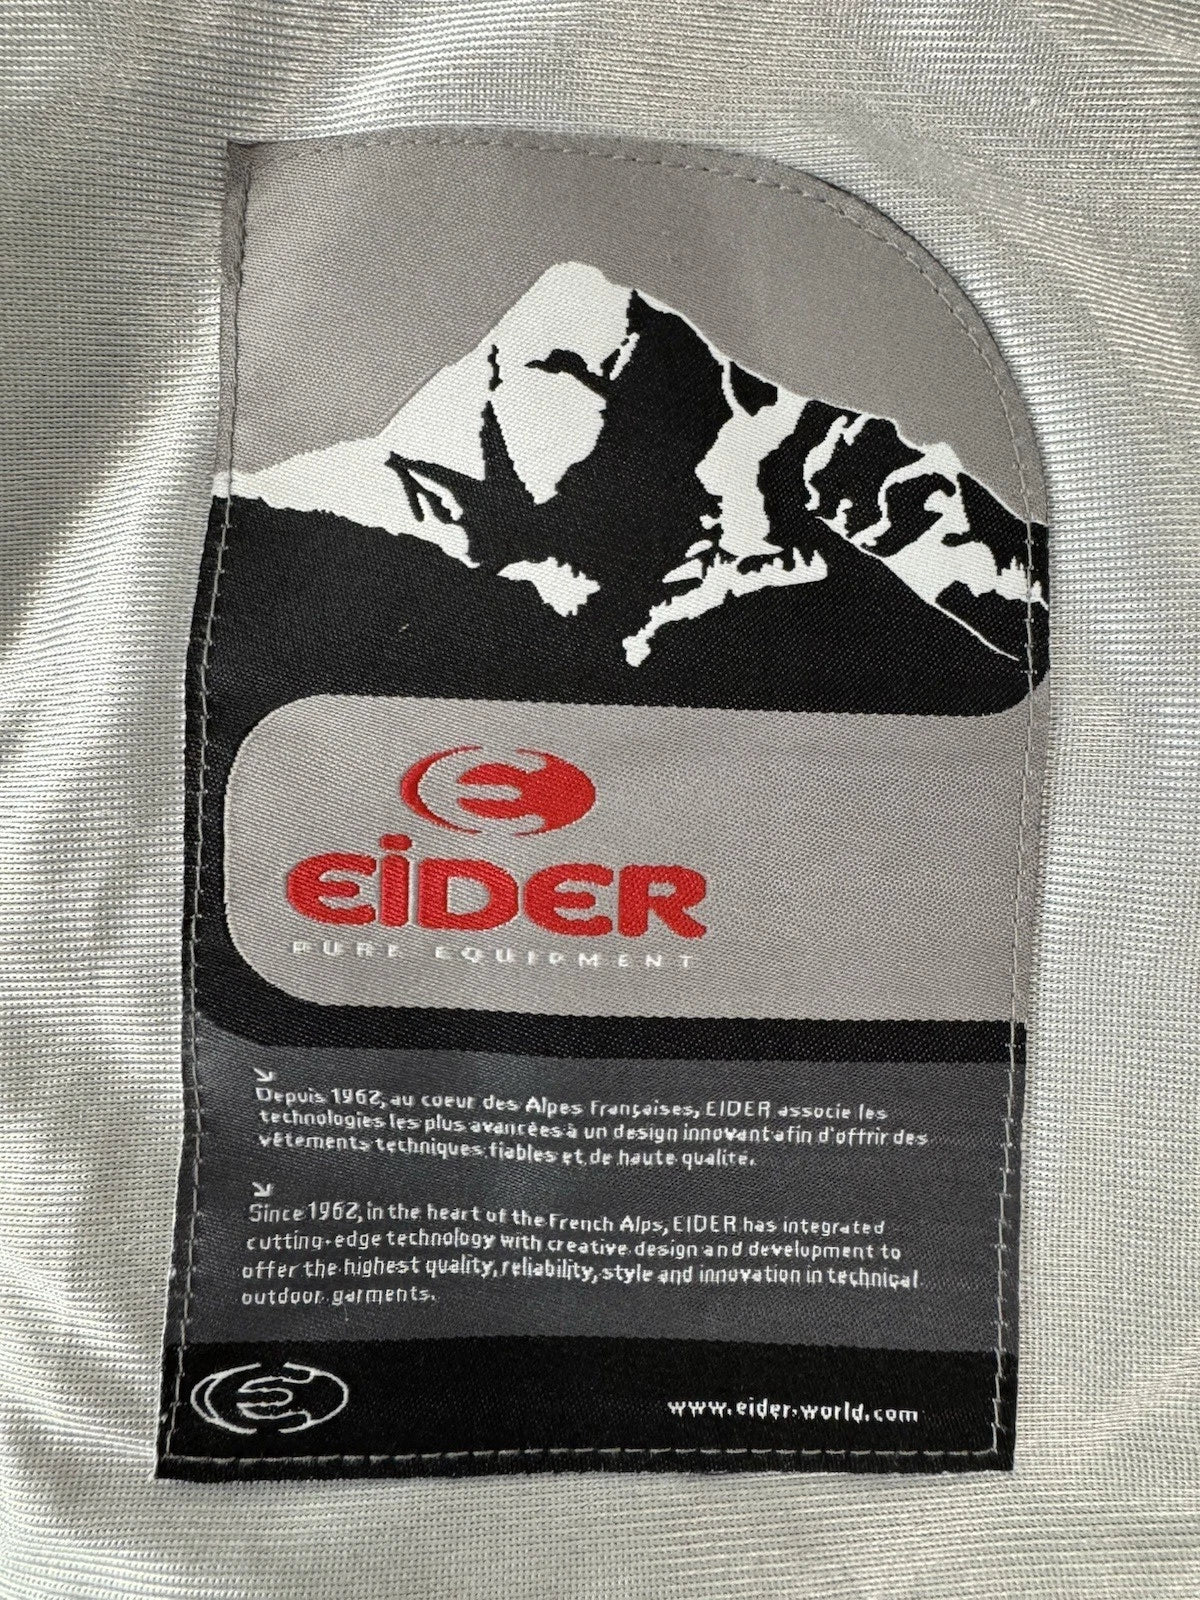 EiDER
PURE EQUIPMENT
Depuis 1962, au coeur des Alpes Françaises, EIDER associe les
technologies les plus avancées à un design innovant afin d'offrir des
vêtements techniques fiables et de haute qualité.
Since 1962, in the heart of the French Alps, EIDER has integrated
cutting-edge technology with creative design and development to
offer the highest quality, reliability, style and innovation in technical
outdoor garments.
www.eider-world.com